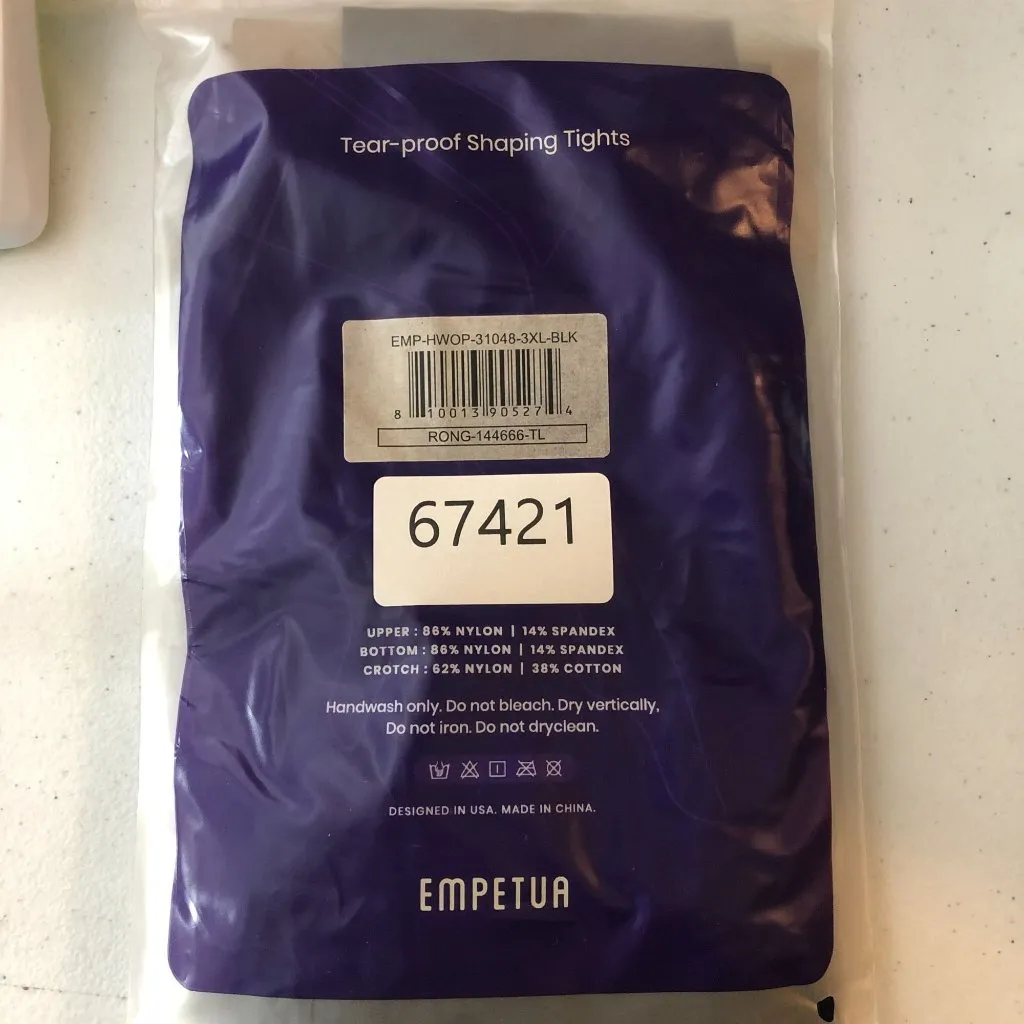 Tear-proof Shaping Tights
EMP-HWOP-31048-3XL-BLK
8 10013 90527 4
RONG-144666-TL
67421
UPPER : 86% NYLON | 14% SPANDEX
BOTTOM : 86% NYLON | 14% SPANDEX
CROTCH : 62% NYLON | 38% COTTON
Handwash only. Do not bleach. Dry vertically,
Do not iron. Do not dryclean.
DESIGNED IN USA. MADE IN CHINA.
EMPETUA